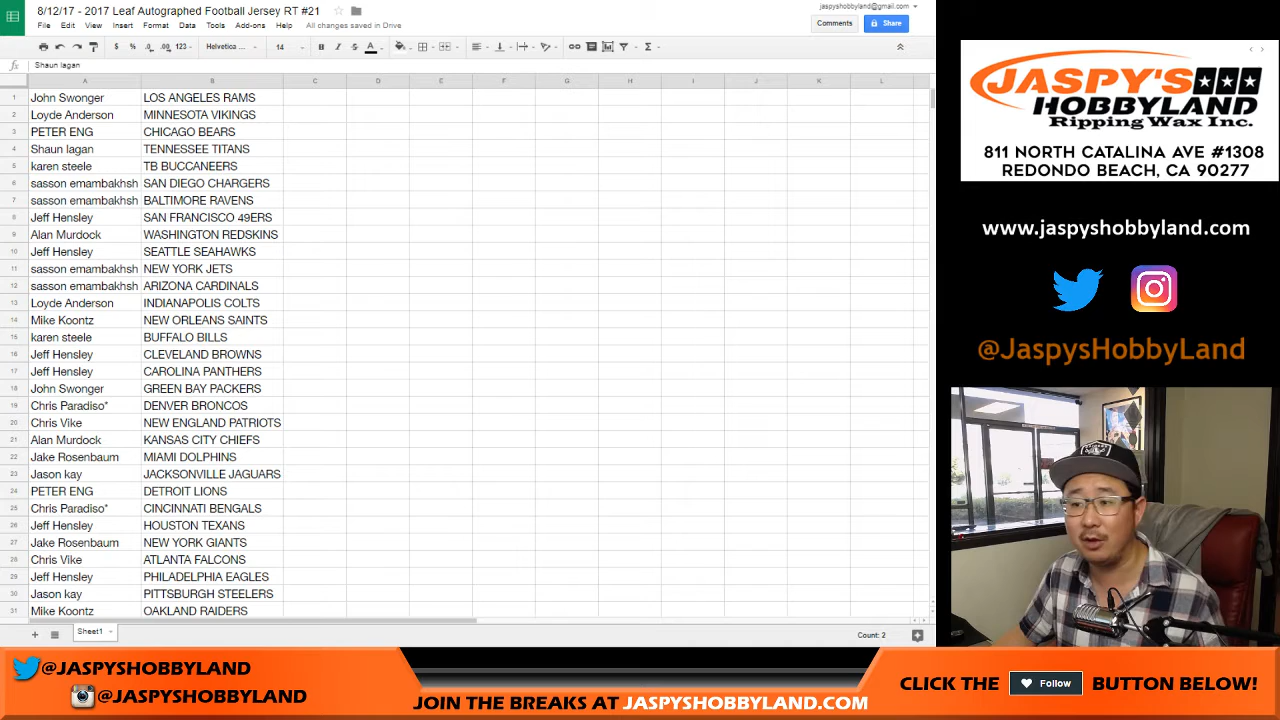 8/12/17 - 2017 Leaf Autographed Football Jersey RT #21
jaspyshobbyland@gmail.com
File Edit View Insert Format Data Tools Add-ons Help All changes saved in Drive
Comments
Share
$ % .0 .00 123 Helvetica ... 14 B I S A
fx Shaun lagan
A B C D E F G H I J K L
1 John Swonger LOS ANGELES RAMS
2 Loyde Anderson MINNESOTA VIKINGS
3 PETER ENG CHICAGO BEARS
4 Shaun lagan TENNESSEE TITANS
5 karen steele TB BUCCANEERS
6 sasson emambakhsh SAN DIEGO CHARGERS
7 sasson emambakhsh BALTIMORE RAVENS
8 Jeff Hensley SAN FRANCISCO 49ERS
9 Alan Murdock WASHINGTON REDSKINS
10 Jeff Hensley SEATTLE SEAHAWKS
11 sasson emambakhsh NEW YORK JETS
12 sasson emambakhsh ARIZONA CARDINALS
13 Loyde Anderson INDIANAPOLIS COLTS
14 Mike Koontz NEW ORLEANS SAINTS
15 karen steele BUFFALO BILLS
16 Jeff Hensley CLEVELAND BROWNS
17 Jeff Hensley CAROLINA PANTHERS
18 John Swonger GREEN BAY PACKERS
19 Chris Paradiso* DENVER BRONCOS
20 Chris Vike NEW ENGLAND PATRIOTS
21 Alan Murdock KANSAS CITY CHIEFS
22 Jake Rosenbaum MIAMI DOLPHINS
23 Jason kay JACKSONVILLE JAGUARS
24 PETER ENG DETROIT LIONS
25 Chris Paradiso* CINCINNATI BENGALS
26 Jeff Hensley HOUSTON TEXANS
27 Jake Rosenbaum NEW YORK GIANTS
28 Chris Vike ATLANTA FALCONS
29 Jeff Hensley PHILADELPHIA EAGLES
30 Jason kay PITTSBURGH STEELERS
31 Mike Koontz OAKLAND RAIDERS
Sheet1
Count: 2
JASPY'S
HOBBYLAND
Ripping Wax Inc.
811 NORTH CATALINA AVE #1308
REDONDO BEACH, CA 90277
www.jaspyshobbyland.com
@JaspysHobbyLand
@JASPYSHOBBYLAND
@JASPYSHOBBYLAND
JOIN THE BREAKS AT JASPYSHOBBYLAND.COM
CLICK THE Follow BUTTON BELOW!